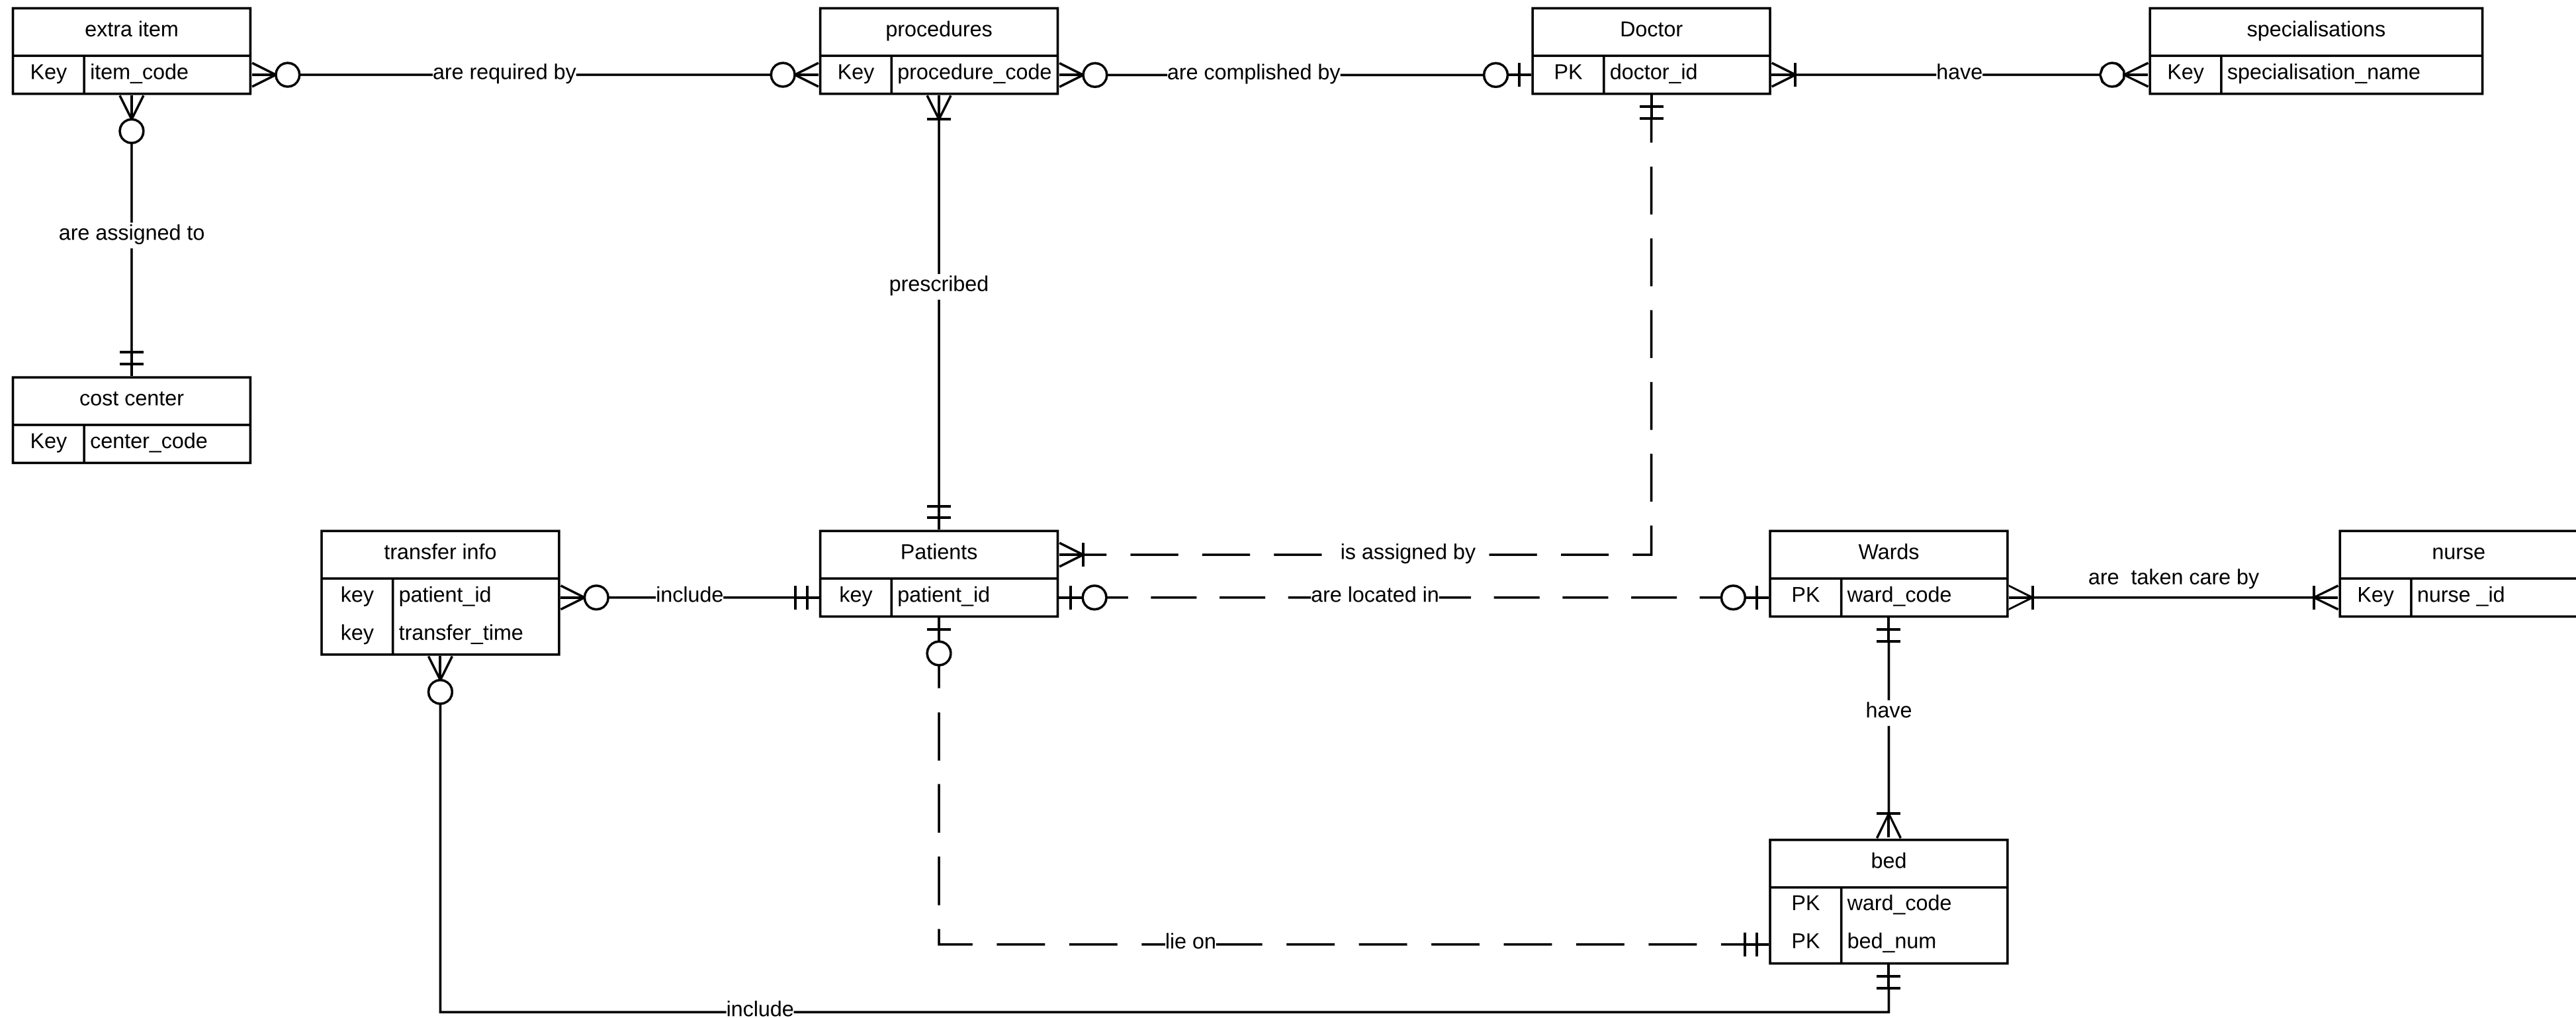 extra item
Key item_code
are required by
procedures
Key procedure_code
are complished by
Doctor
PK doctor_id
have
specialisations
Key specialisation_name
are assigned to
prescribed
cost center
Key center_code
transfer info
key patient_id
key transfer_time
include
Patients
key patient_id
is assigned by
are located in
Wards
PK ward_code
are  taken care by
nurse
Key nurse _id
have
bed
PK ward_code
PK bed_num
lie on
include